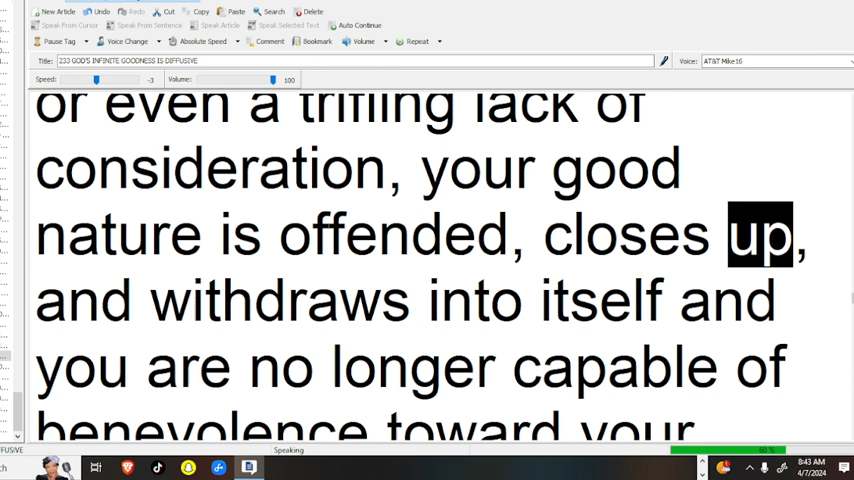 New Article Undo Redo Cut Copy Paste Search Delete
Speak From Cursor Speak From Sentence Speak Article Speak Selected Text Auto Continue
Pause Tag Voice Change Absolute Speed Comment Bookmark Volume Repeat
Title: 233 GOD'S INFINITE GOODNESS IS DIFFUSIVE Voice: AT&T Mike16
Speed: -3 Volume: 100
or even a trifling lack of
consideration, your good
nature is offended, closes up,
and withdraws into itself and
you are no longer capable of
benevolence toward your
FUSIVE Speaking 60 %
ch 8:43 AM
4/7/2024